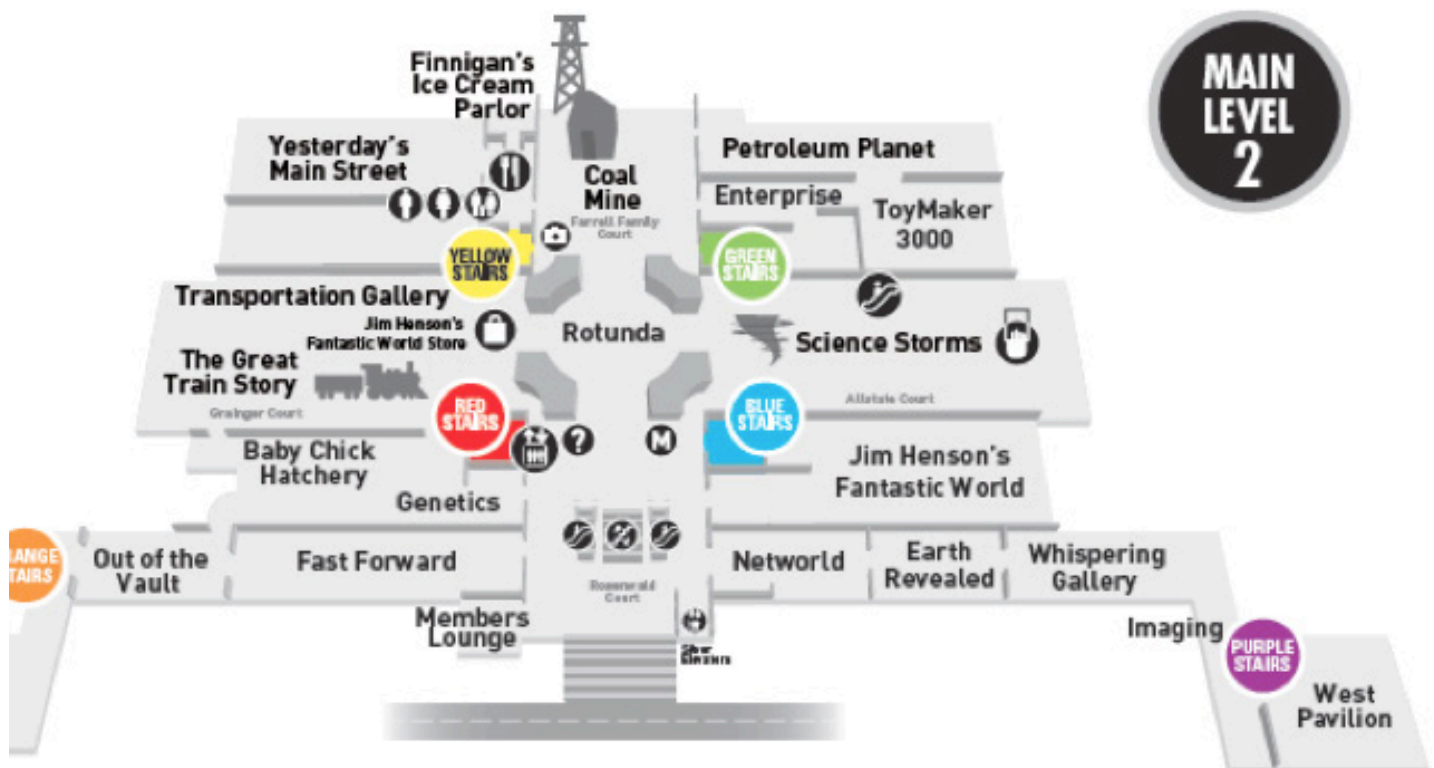 MAIN
LEVEL
2
Finnigan's
Ice Cream
Parlor
Yesterday's
Main Street
Coal
Mine
Farrell Family
Court
Petroleum Planet
Enterprise
ToyMaker
3000
YELLOW
STAIRS
GREEN
STAIRS
Transportation Gallery
Jim Henson's
Fantastic World Store
Rotunda
Science Storms
The Great
Train Story
Grainger Court
RED
STAIRS
?
M
BLUE
STAIRS
Allstate Court
Baby Chick
Hatchery
Genetics
Jim Henson's
Fantastic World
Out of the
Vault
Fast Forward
Rosenwald
Court
Networld
Earth
Revealed
Whispering
Gallery
Members
Lounge
Imaging
PURPLE
STAIRS
West
Pavilion